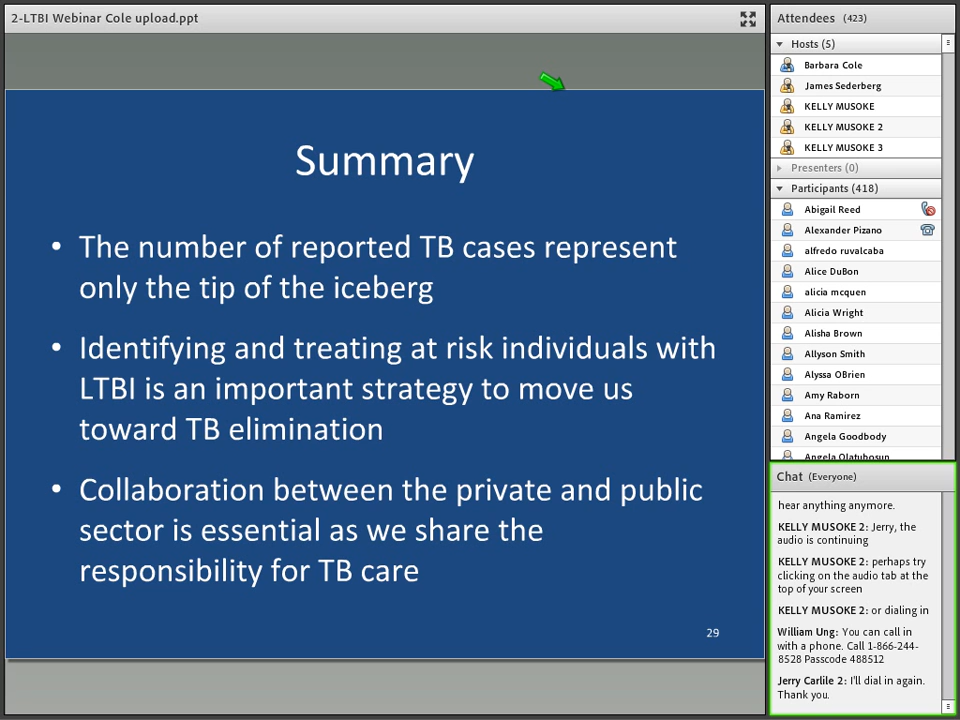 2-LTBI Webinar Cole upload.ppt
Summary
• The number of reported TB cases represent
only the tip of the iceberg
• Identifying and treating at risk individuals with
LTBI is an important strategy to move us
toward TB elimination
• Collaboration between the private and public
sector is essential as we share the
responsibility for TB care
29
Attendees (423)
Hosts (5)
Barbara Cole
James Sederberg
KELLY MUSOKE
KELLY MUSOKE 2
KELLY MUSOKE 3
Presenters (0)
Participants (418)
Abigail Reed
Alexander Pizano
alfredo ruvalcaba
Alice DuBon
alicia mcquen
Alicia Wright
Alisha Brown
Allyson Smith
Alyssa OBrien
Amy Raborn
Ana Ramirez
Angela Goodbody
Angela Olatubosun
Chat (Everyone)
hear anything anymore.
KELLY MUSOKE 2: Jerry, the
audio is continuing
KELLY MUSOKE 2: perhaps try
clicking on the audio tab at the
top of your screen
KELLY MUSOKE 2: or dialing in
William Ung: You can call in
with a phone. Call 1-866-244-
8528 Passcode 488512
Jerry Carlile 2: I'll dial in again.
Thank you.